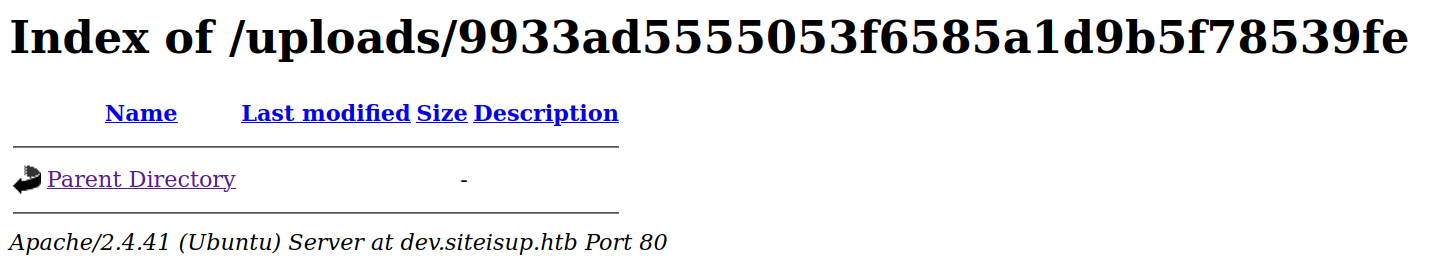 Index of /uploads/9933ad5555053f6585a1d9b5f78539fe
Name Last modified Size Description
Parent Directory -
Apache/2.4.41 (Ubuntu) Server at dev.siteisup.htb Port 80